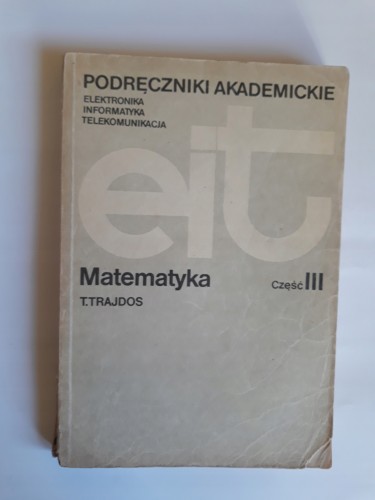 PODRĘCZNIKI AKADEMICKIE
ELEKTRONIKA
INFORMATYKA
TELEKOMUNIKACJA
eit
Matematyka Część III
T.TRAJDOS